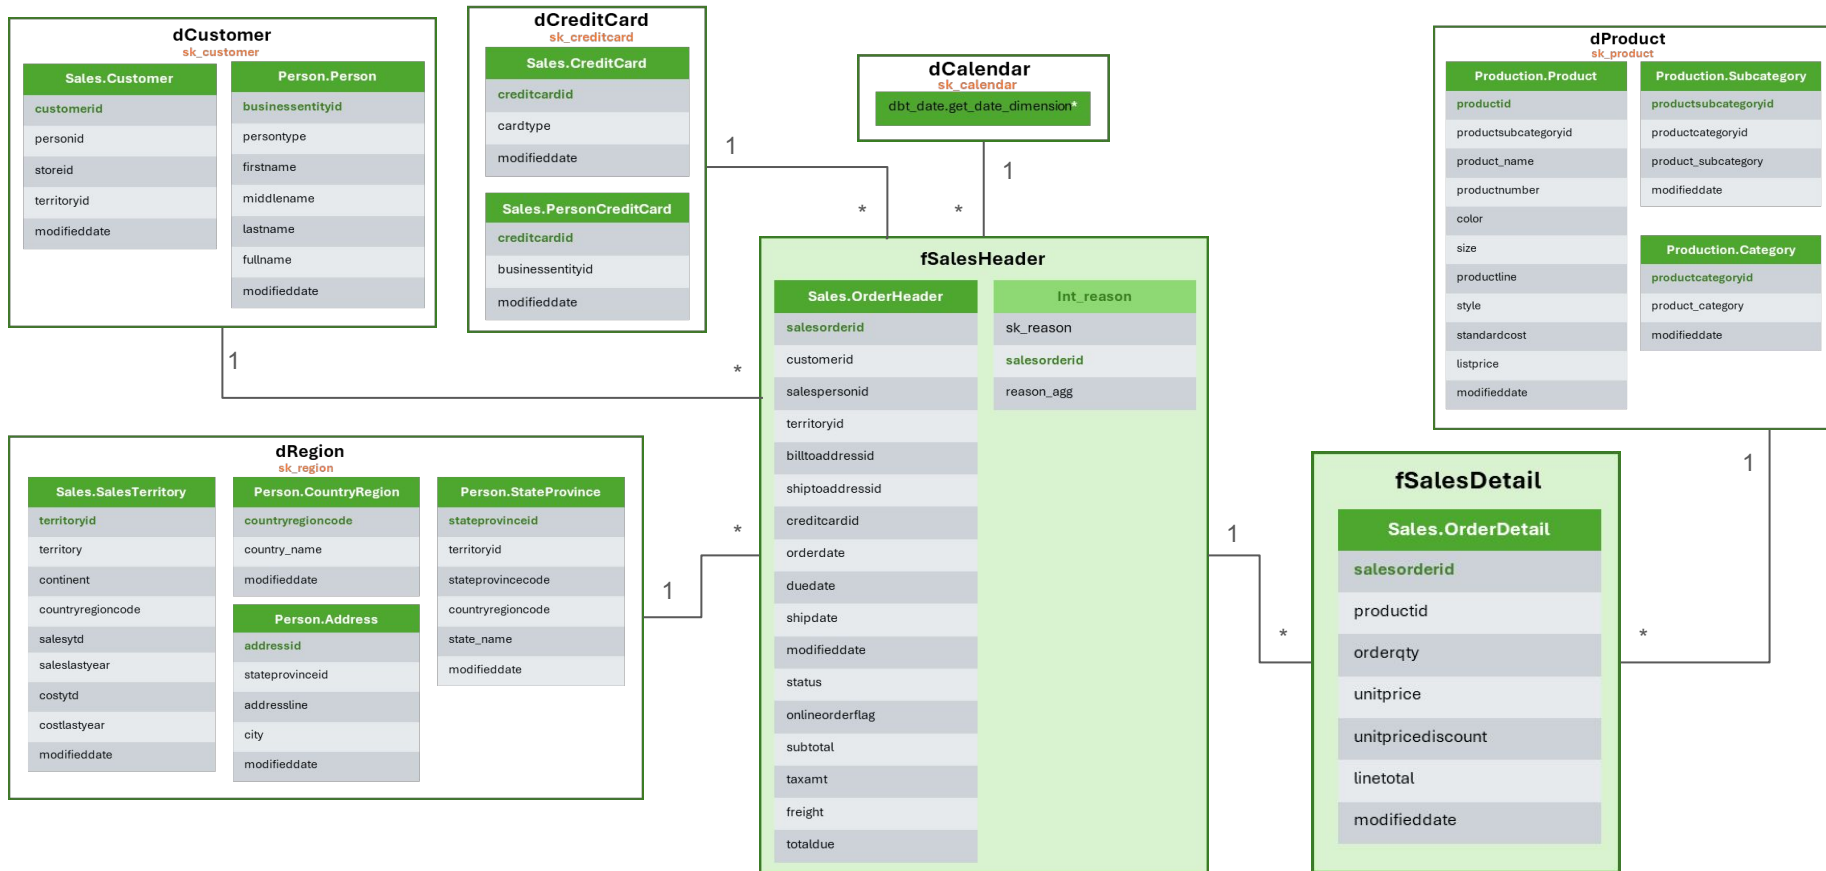 dCustomer
sk_customer
Sales.Customer
customerid
personid
storeid
territoryid
modifieddate
Person.Person
businessentityid
persontype
firstname
middlename
lastname
fullname
modifieddate
dCreditCard
sk_creditcard
Sales.CreditCard
creditcardid
cardtype
modifieddate
Sales.PersonCreditCard
creditcardid
businessentityid
modifieddate
dCalendar
sk_calendar
dbt_date.get_date_dimension*
dProduct
sk_product
Production.Product
productid
productsubcategoryid
product_name
productnumber
color
size
productline
style
standardcost
listprice
modifieddate
Production.Subcategory
productsubcategoryid
productcategoryid
product_subcategory
modifieddate
Production.Category
productcategoryid
product_category
modifieddate
1
*
1
*
1
*
dRegion
sk_region
Sales.SalesTerritory
territoryid
territory
continent
countryregioncode
salesytd
saleslastyear
costytd
costlastyear
modifieddate
Person.CountryRegion
countryregioncode
country_name
modifieddate
Person.Address
addressid
stateprovinceid
addressline
city
modifieddate
Person.StateProvince
stateprovinceid
territoryid
stateprovincecode
countryregioncode
state_name
modifieddate
1
*
fSalesHeader
Sales.OrderHeader
salesorderid
customerid
salespersonid
territoryid
billtoaddressid
shiptoaddressid
creditcardid
orderdate
duedate
shipdate
modifieddate
status
onlineorderflag
subtotal
taxamt
freight
totaldue
Int_reason
sk_reason
salesorderid
reason_agg
1
*
fSalesDetail
Sales.OrderDetail
salesorderid
productid
orderqty
unitprice
unitpricediscount
linetotal
modifieddate
1
*